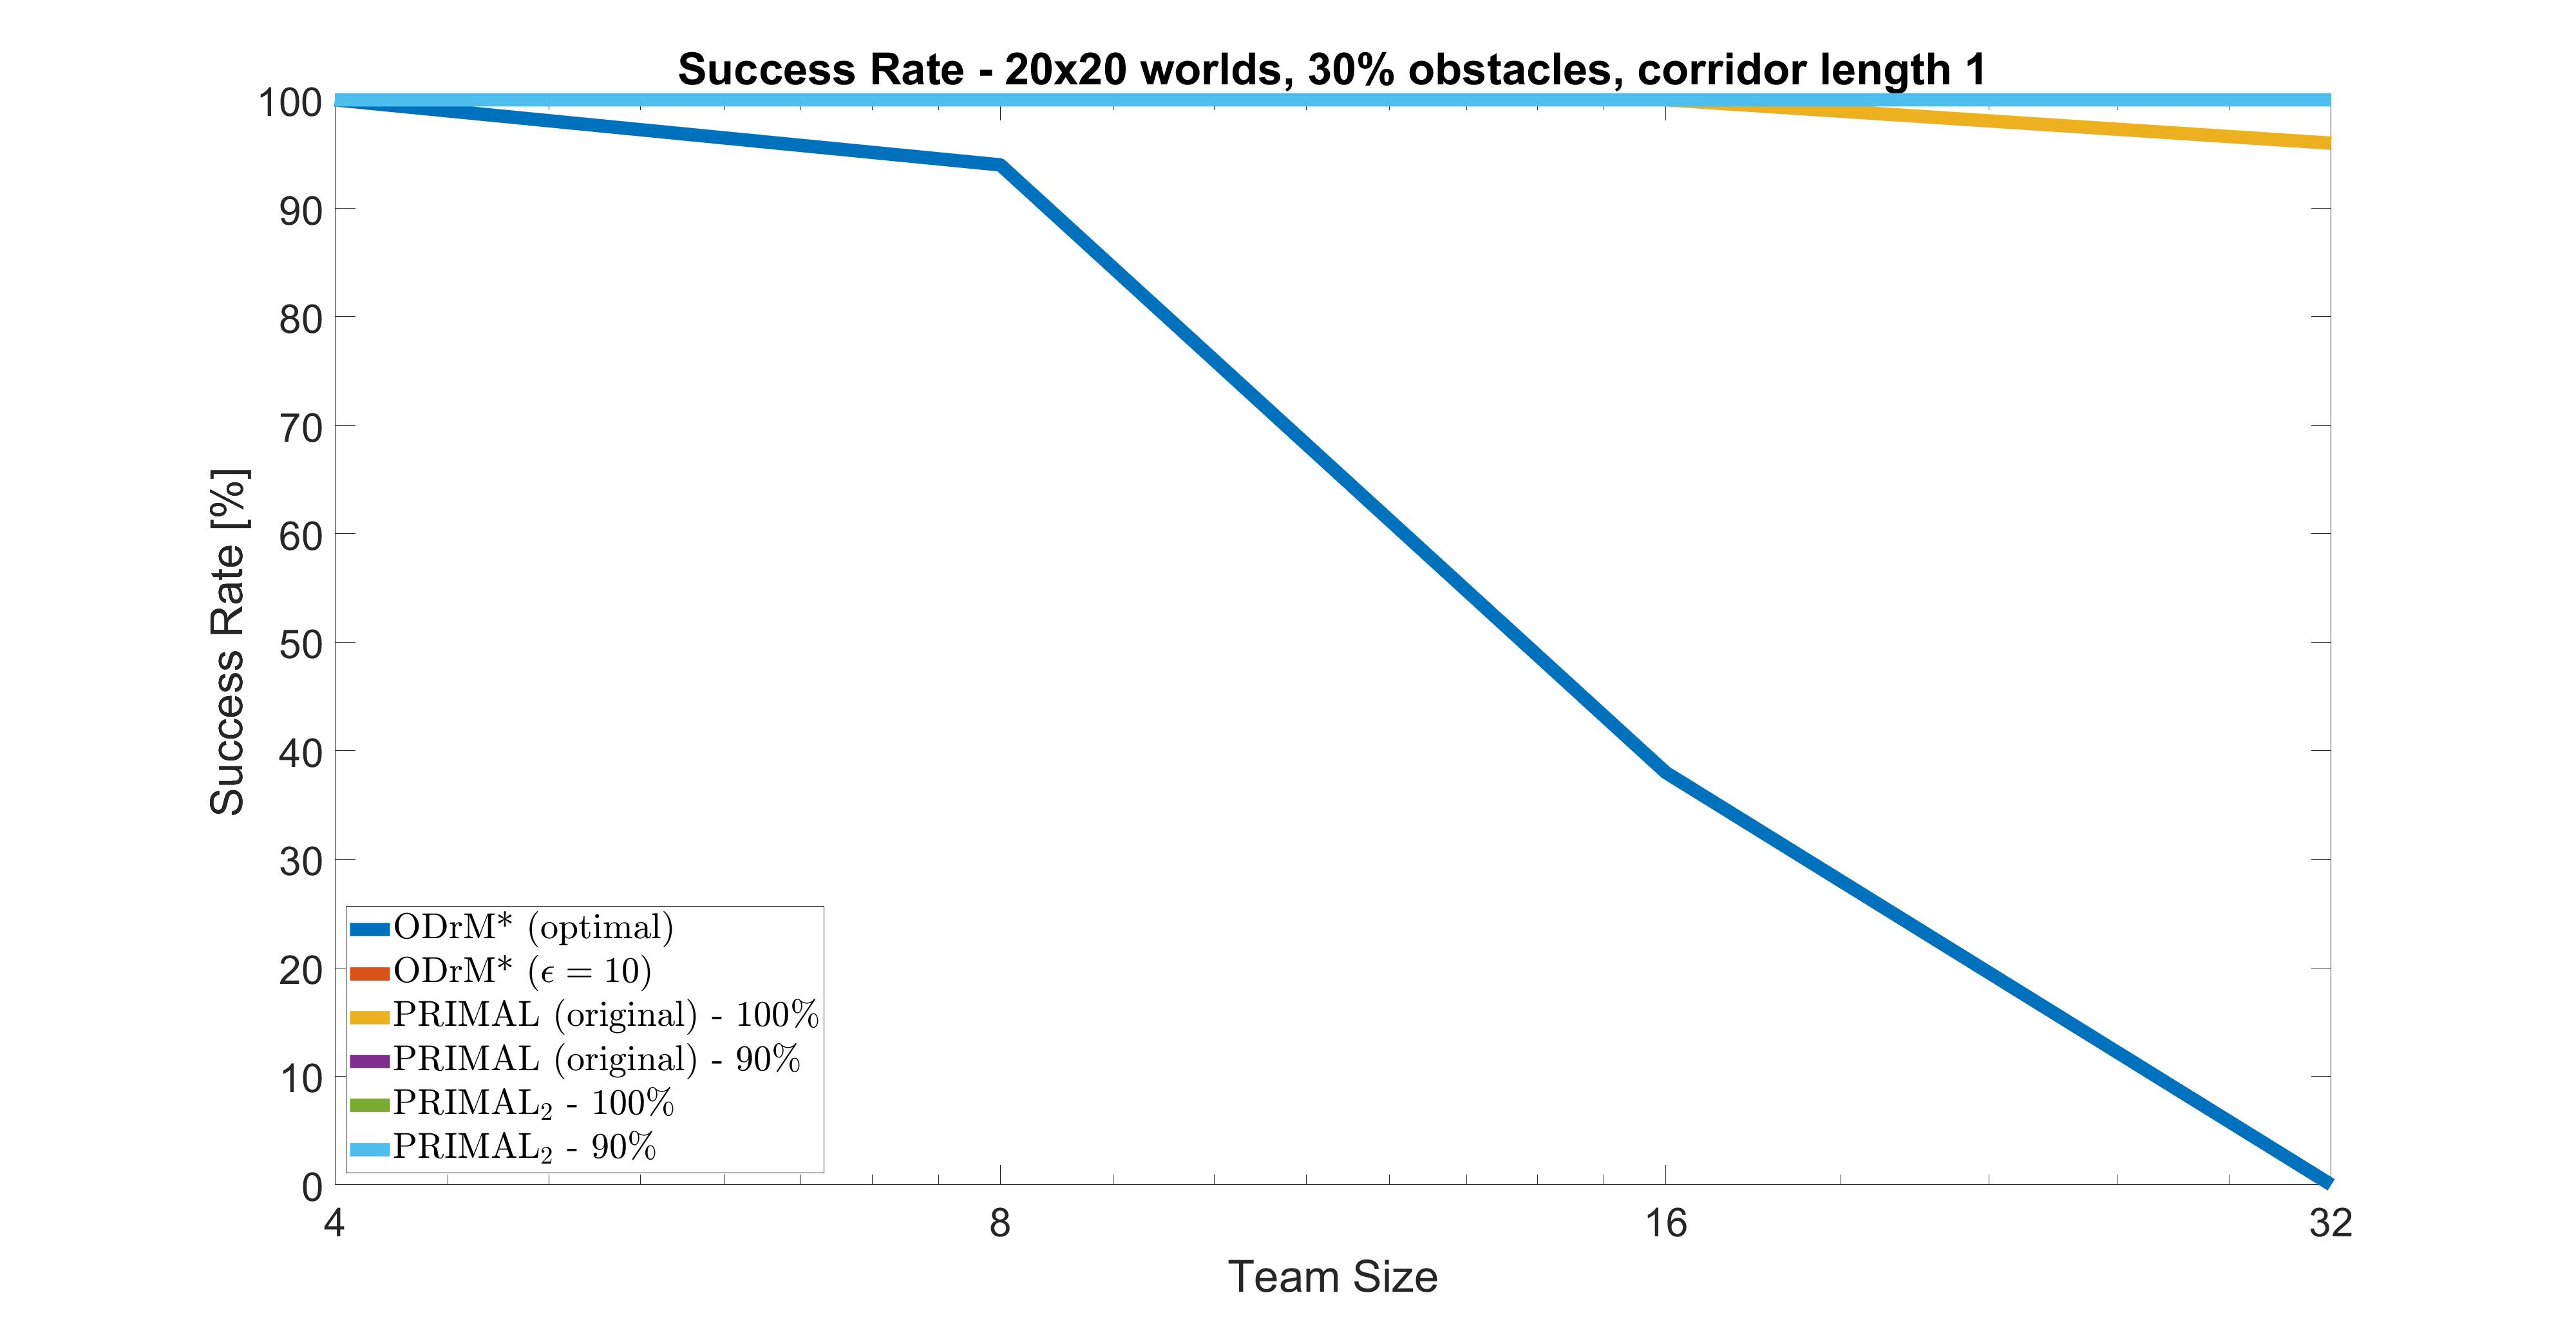 Success Rate - 20x20 worlds, 30% obstacles, corridor length 1
100
90
80
70
60
50
40
30
20
10
0
Success Rate [%]
ODrM* (optimal)
ODrM* (ϵ = 10)
PRIMAL (original) - 100%
PRIMAL (original) - 90%
PRIMAL₂ - 100%
PRIMAL₂ - 90%
4 8 16 32
Team Size